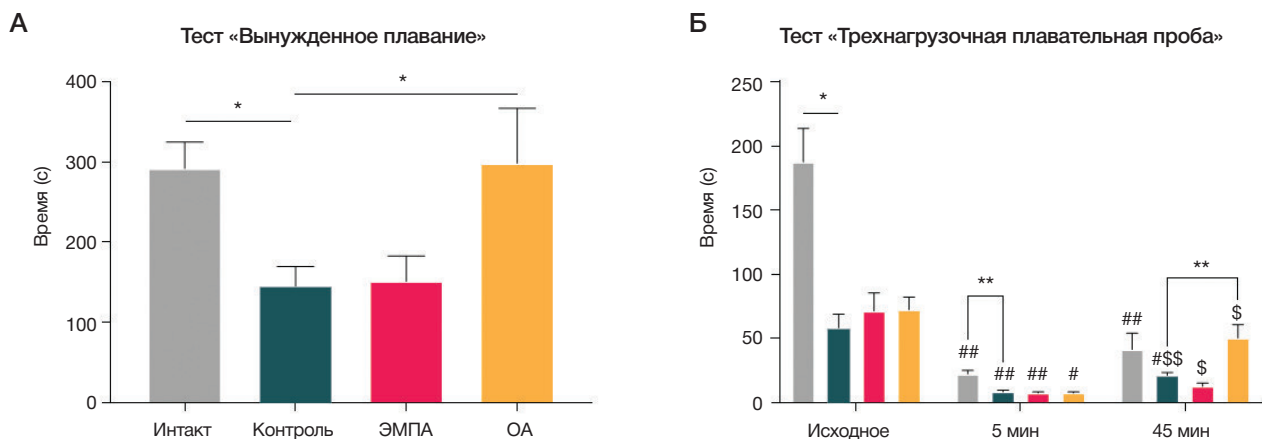 А
Тест «Вынужденное плавание»
Время (с)
400
300
200
100
0
*
*
Интакт
Контроль
ЭМПА
ОА
Б
Тест «Трехнагрузочная плавательная проба»
Время (с)
250
200
150
100
50
0
*
**
**
##
##
##
#
##
#$$
$
$
Исходное
5 мин
45 мин